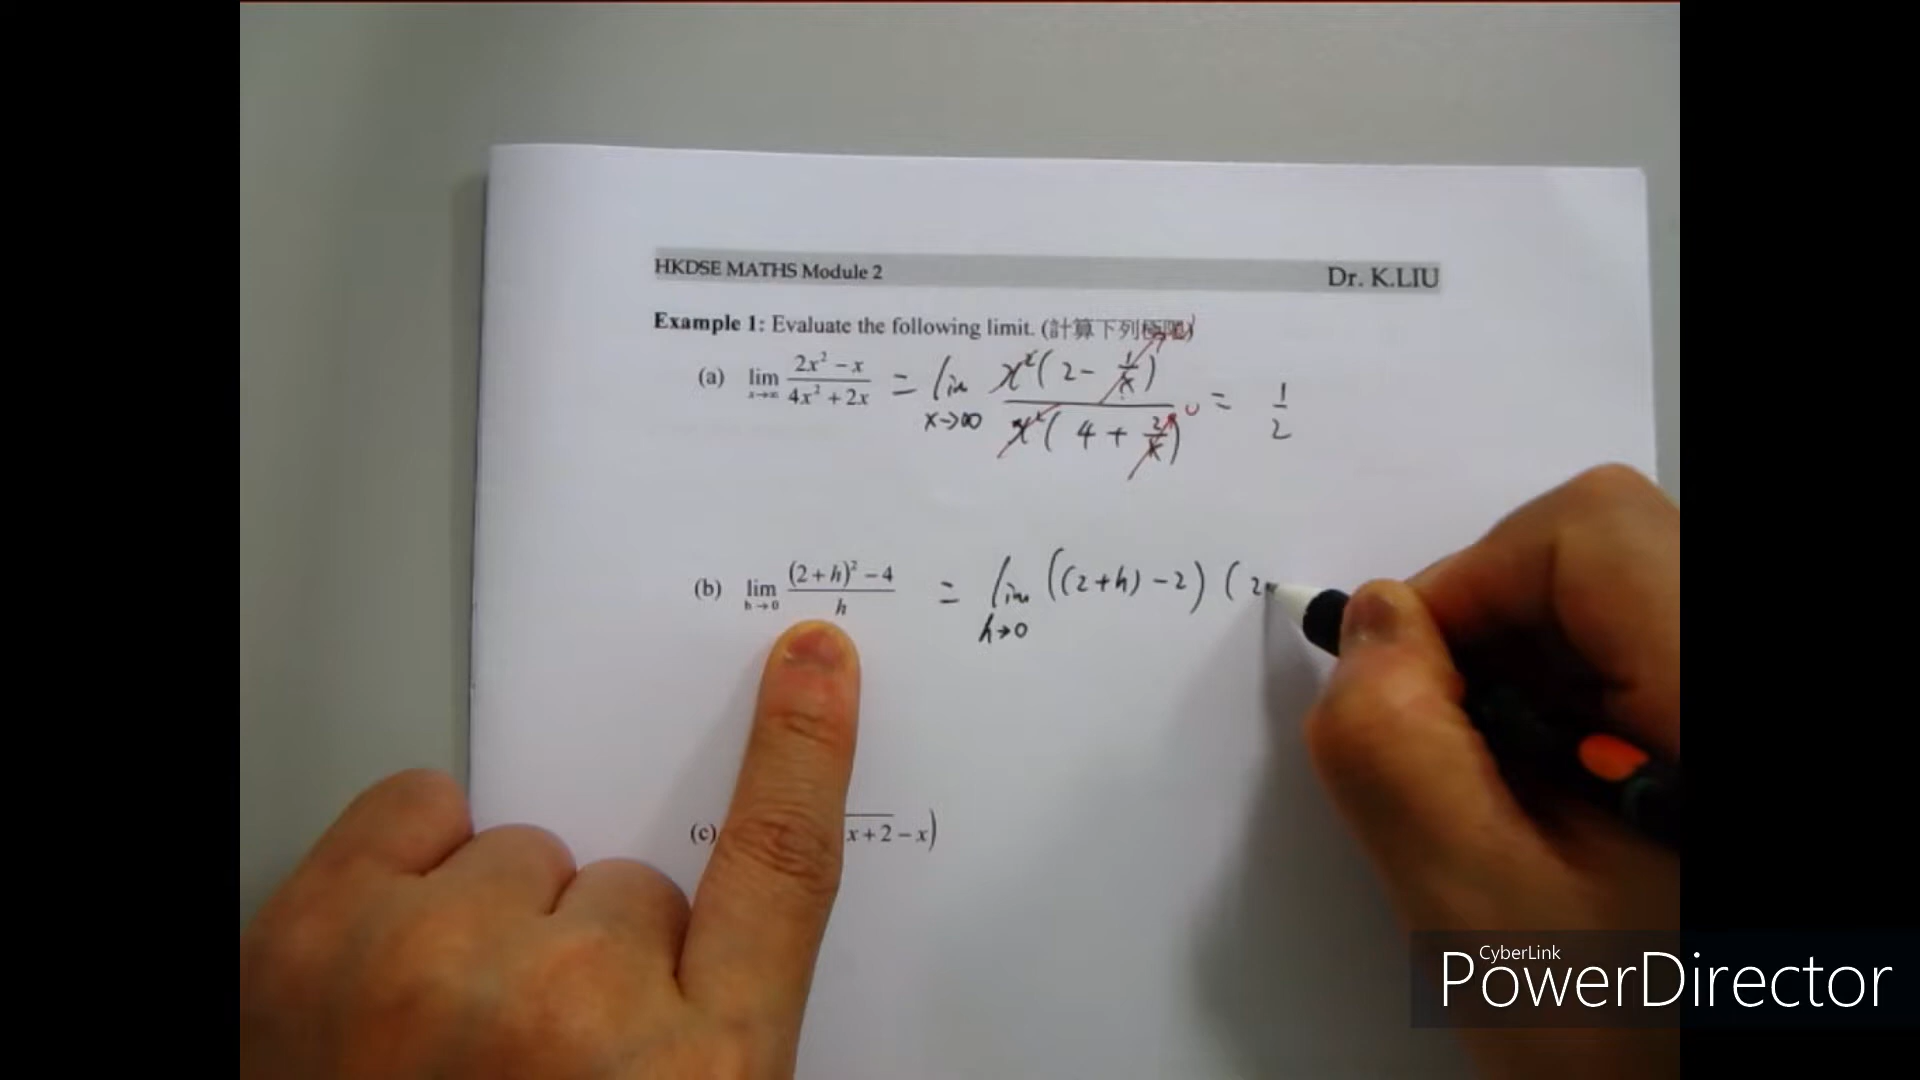 HKDSE MATHS Module 2 Dr. K.LIU
Example 1: Evaluate the following limit. (計算下列極限)
(a) lim x→∞ (2x² − x)/(4x² + 2x) = lim x→∞ x²(2 − 1/x) / x²(4 + 2/x) = 1/2
0
0
(b) lim h→0 ((2+h)² − 4)/h = lim h→0 ((2+h) −2) (2
(c) x+2 − x)
CyberLink
PowerDirector